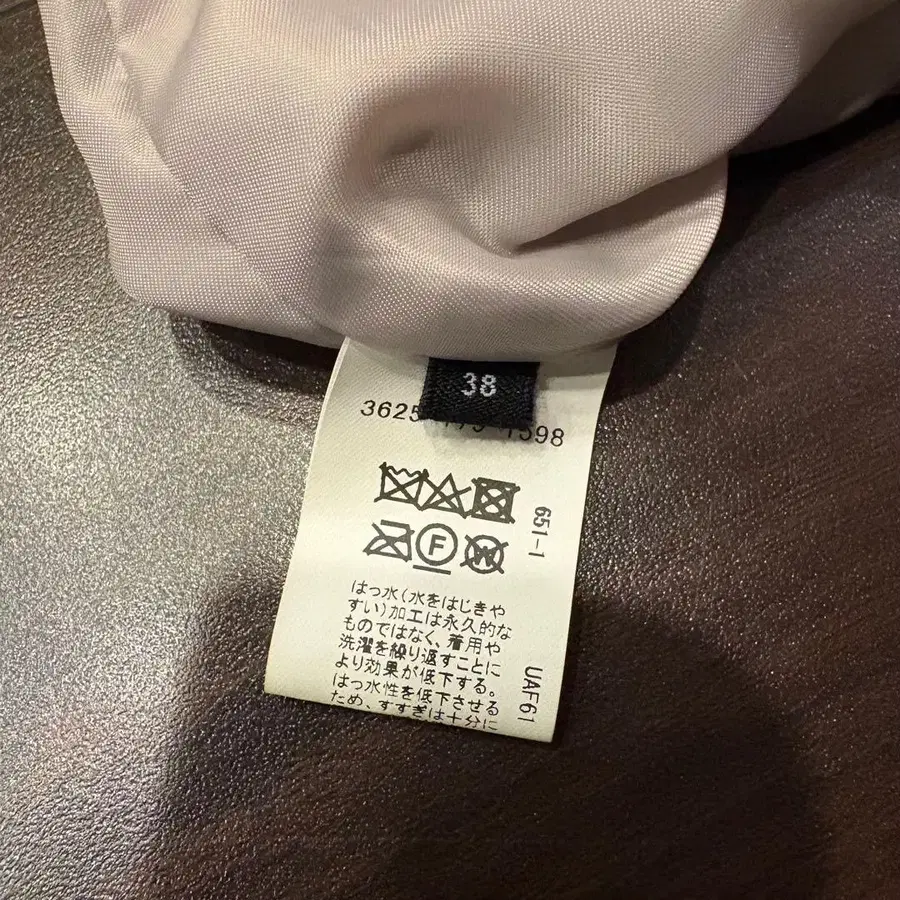 38
3625
1598
F
W
651-1
はっ水(水をはじきや
すい)加工は永久的な
ものではなく、着用や
洗濯を繰り返すことに
より効果が低下する。
はっ水性を低下させる
ため、すすぎは十分に
UAF61